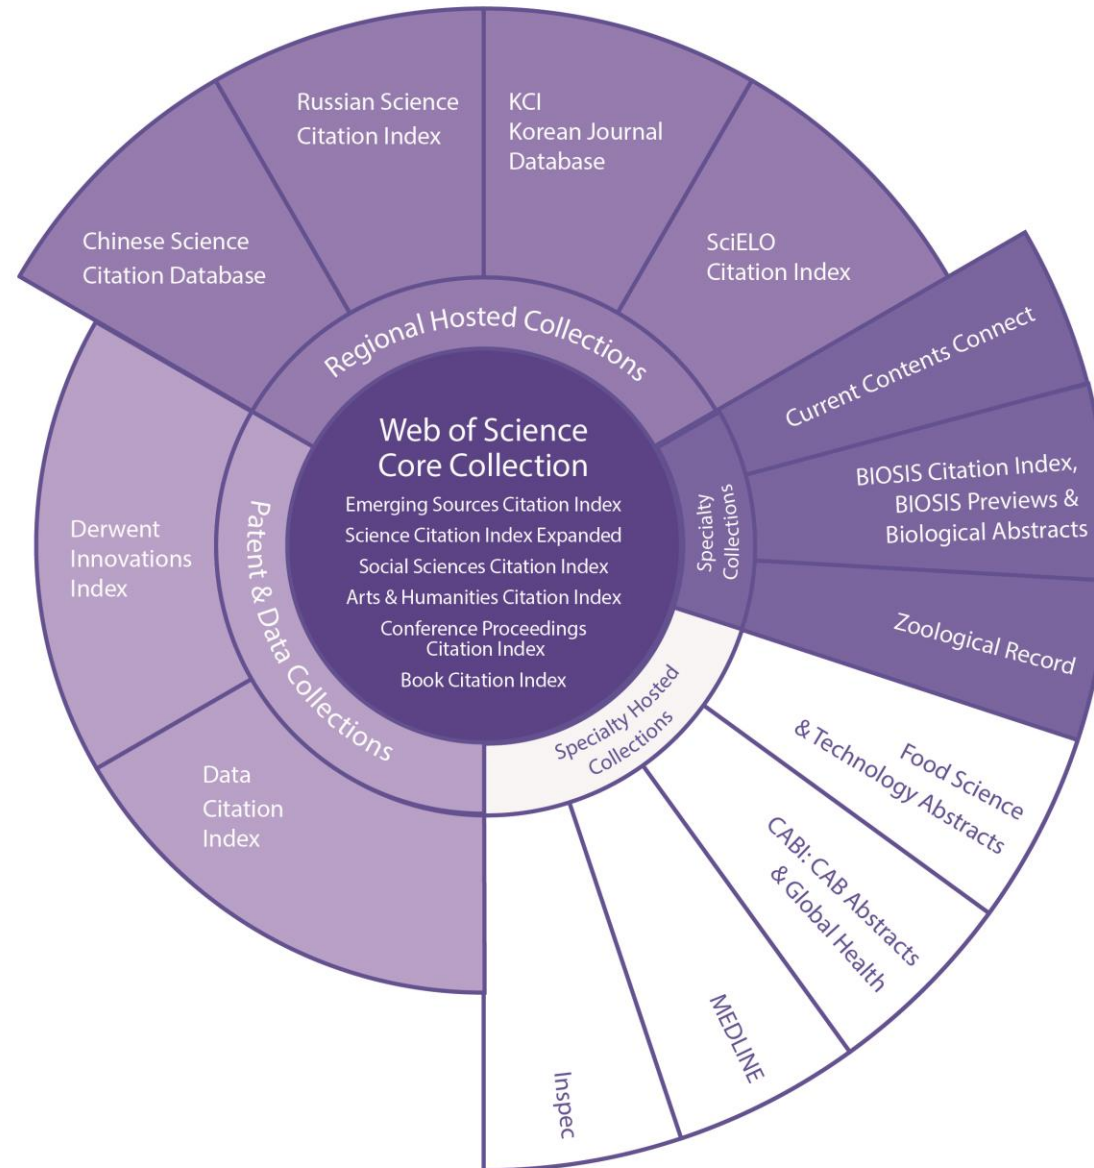 Russian Science
Citation Index
KCI
Korean Journal
Database
Chinese Science
Citation Database
SciELO
Citation Index
Regional Hosted Collections
Current Contents Connect
BIOSIS Citation Index,
BIOSIS Previews &
Biological Abstracts
Zoological Record
Specialty
Collections
Web of Science
Core Collection
Emerging Sources Citation Index
Science Citation Index Expanded
Social Sciences Citation Index
Arts & Humanities Citation Index
Conference Proceedings
Citation Index
Book Citation Index
Patent & Data Collections
Derwent
Innovations
Index
Data
Citation
Index
Specialty Hosted
Collections
Food Science
& Technology Abstracts
CABI: CAB Abstracts
& Global Health
MEDLINE
Inspec